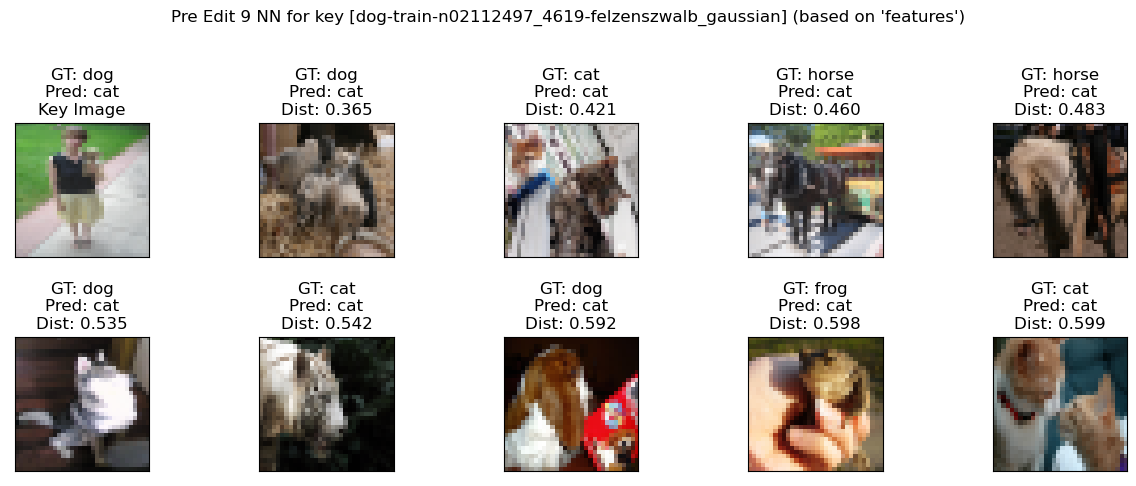 Pre Edit 9 NN for key [dog-train-n02112497_4619-felzenszwalb_gaussian] (based on 'features')
GT: dog
Pred: cat
Key Image
GT: dog
Pred: cat
Dist: 0.365
GT: cat
Pred: cat
Dist: 0.421
GT: horse
Pred: cat
Dist: 0.460
GT: horse
Pred: cat
Dist: 0.483
GT: dog
Pred: cat
Dist: 0.535
GT: cat
Pred: cat
Dist: 0.542
GT: dog
Pred: cat
Dist: 0.592
GT: frog
Pred: cat
Dist: 0.598
GT: cat
Pred: cat
Dist: 0.599